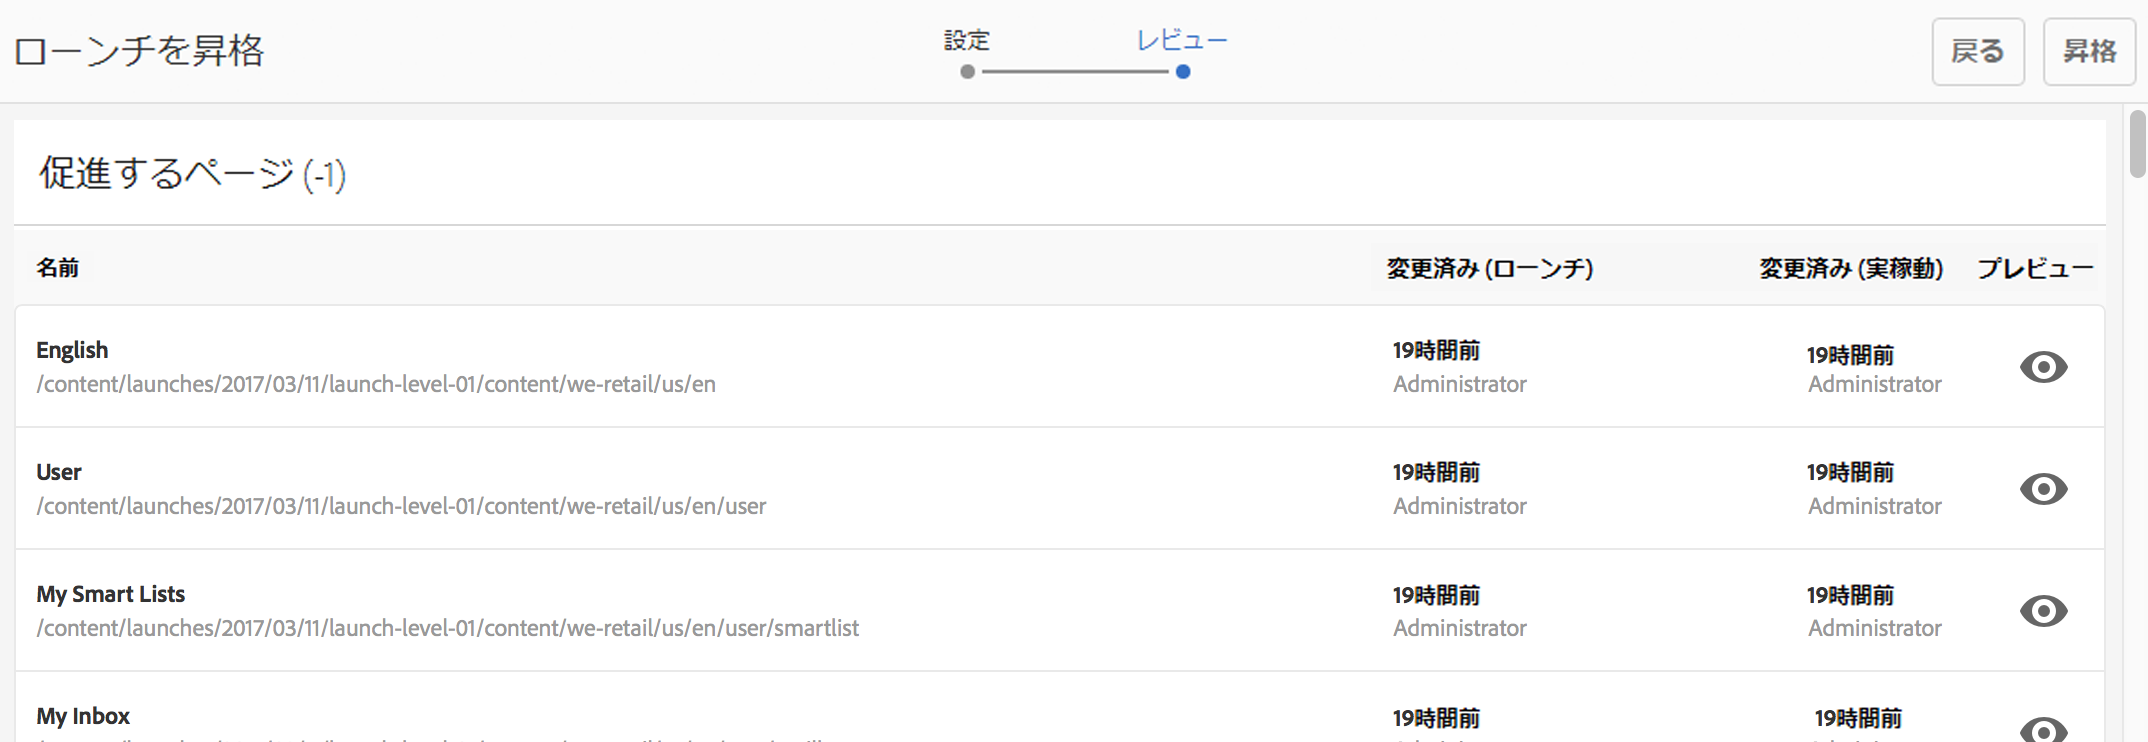 ローンチを昇格
設定
レビュー
戻る
昇格
促進するページ (-1)
名前
変更済み (ローンチ)
変更済み (実稼動)
プレビュー
English
19時間前
19時間前
/content/launches/2017/03/11/launch-level-01/content/we-retail/us/en
Administrator
Administrator
User
19時間前
19時間前
/content/launches/2017/03/11/launch-level-01/content/we-retail/us/en/user
Administrator
Administrator
My Smart Lists
19時間前
19時間前
/content/launches/2017/03/11/launch-level-01/content/we-retail/us/en/user/smartlist
Administrator
Administrator
My Inbox
19時間前
19時間前